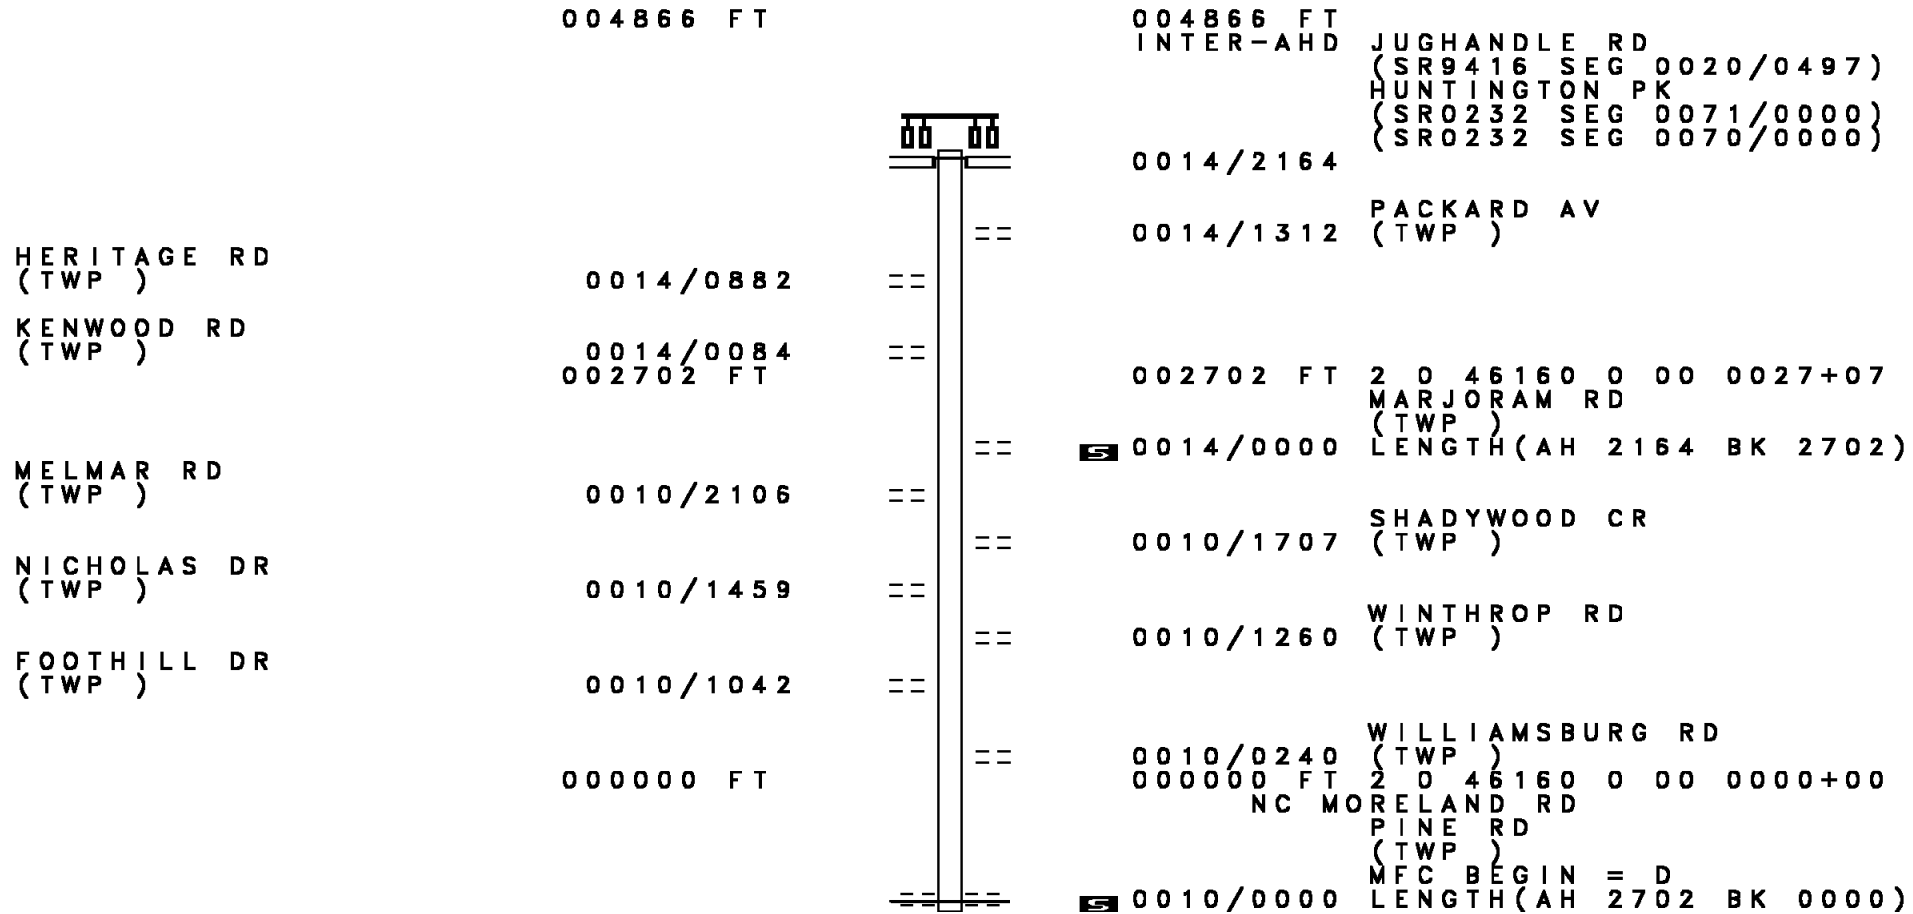 004866 FT 004866 FT
INTER-AHD JUGHANDLE RD
(SR9416 SEG 0020/0497)
HUNTINGTON PK
(SR0232 SEG 0071/0000)
(SR0232 SEG 0070/0000)
0014/2164
PACKARD AV
0014/1312 (TWP )
HERITAGE RD
(TWP ) 0014/0882
KENWOOD RD
(TWP ) 0014/0084
002702 FT 002702 FT 2 0 46160 0 00 0027+07
MARJORAM RD
(TWP )
S 0014/0000 LENGTH(AH 2164 BK 2702)
MELMAR RD
(TWP ) 0010/2106
SHADYWOOD CR
0010/1707 (TWP )
NICHOLAS DR
(TWP ) 0010/1459
WINTHROP RD
0010/1260 (TWP )
FOOTHILL DR
(TWP ) 0010/1042
WILLIAMSBURG RD
0010/0240 (TWP )
000000 FT 000000 FT 2 0 46160 0 00 0000+00
NC MORELAND RD
PINE RD
(TWP )
MFC BEGIN = D
S 0010/0000 LENGTH(AH 2702 BK 0000)